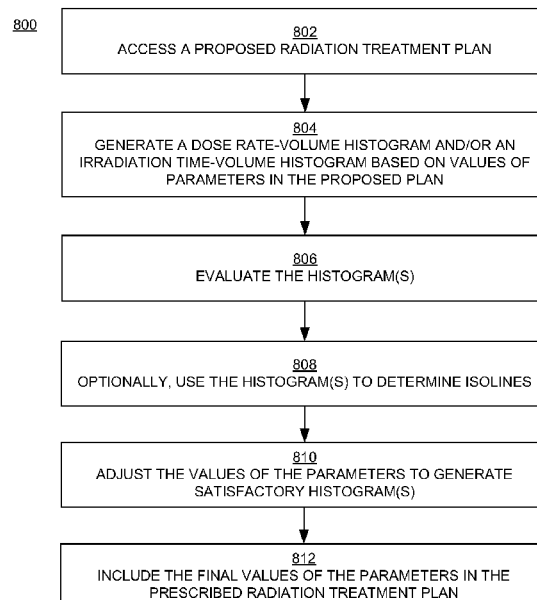 800
802
ACCESS A PROPOSED RADIATION TREATMENT PLAN
804
GENERATE A DOSE RATE-VOLUME HISTOGRAM AND/OR AN
IRRADIATION TIME-VOLUME HISTOGRAM BASED ON VALUES OF
PARAMETERS IN THE PROPOSED PLAN
806
EVALUATE THE HISTOGRAM(S)
808
OPTIONALLY, USE THE HISTOGRAM(S) TO DETERMINE ISOLINES
810
ADJUST THE VALUES OF THE PARAMETERS TO GENERATE
SATISFACTORY HISTOGRAM(S)
812
INCLUDE THE FINAL VALUES OF THE PARAMETERS IN THE
PRESCRIBED RADIATION TREATMENT PLAN